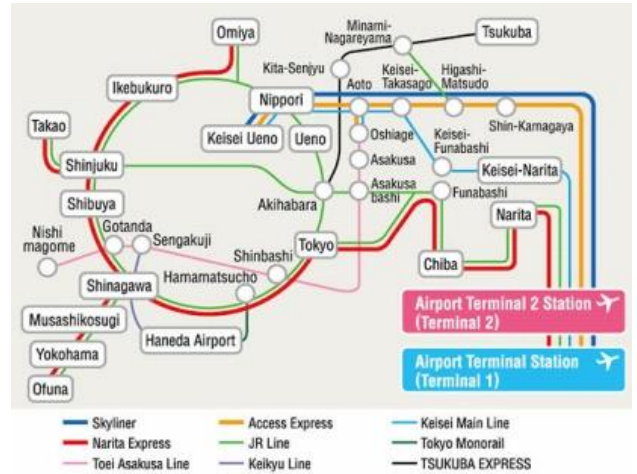 Omiya
Minami-
Nagareyama
Tsukuba
Kita-Senjyu
Ikebukuro
Aoto
Keisei-
Takasago
Higashi-
Matsudo
Nippori
Takao
Keisei Ueno
Ueno
Oshiage
Shin-Kamagaya
Shinjuku
Asakusa
Keisei-
Funabashi
Keisei-Narita
Shibuya
Akihabara
Asakusa
bashi
Funabashi
Narita
Nishi
magome
Gotanda
Sengakuji
Shinbashi
Tokyo
Chiba
Hamamatsucho
Shinagawa
Musashikosugi
Haneda Airport
Yokohama
Ofuna
Airport Terminal 2 Station
(Terminal 2)
Airport Terminal Station
(Terminal 1)
Skyliner
Access Express
Keisei Main Line
Narita Express
JR Line
Tokyo Monorail
Toei Asakusa Line
Keikyu Line
TSUKUBA EXPRESS